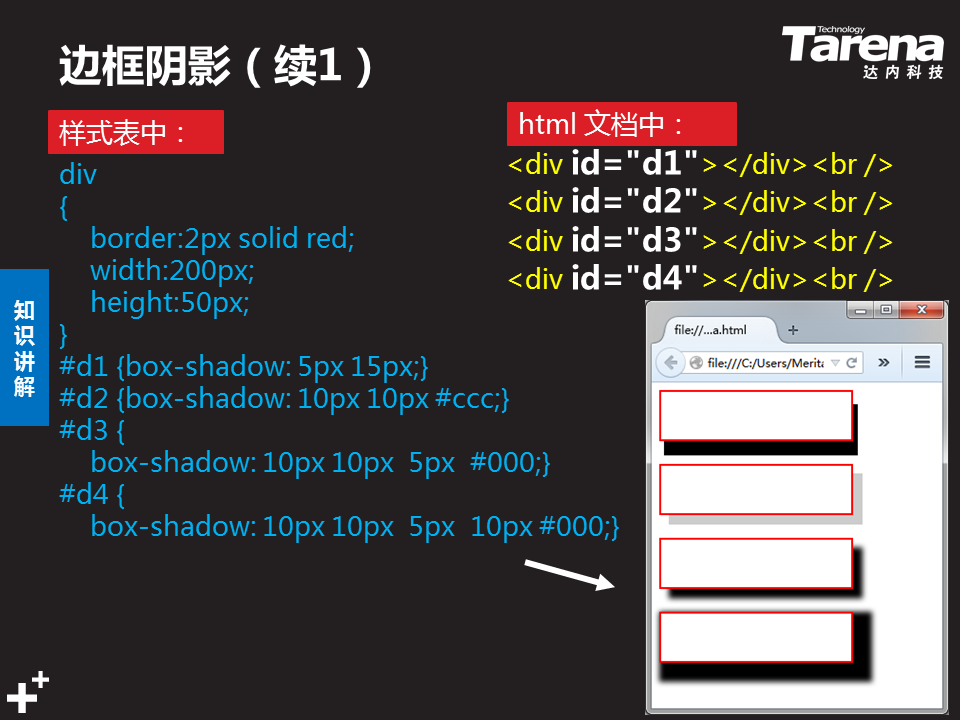 边框阴影（续1）
Technology
Tarena
达内科技
样式表中：
div
{
border:2px solid red;
width:200px;
height:50px;
}
#d1 {box-shadow: 5px 15px;}
#d2 {box-shadow: 10px 10px #ccc;}
#d3 {
box-shadow: 10px 10px  5px  #000;}
#d4 {
box-shadow: 10px 10px  5px  10px #000;}
html 文档中：
<div id="d1"></div><br />
<div id="d2"></div><br />
<div id="d3"></div><br />
<div id="d4"></div><br />
知识讲解
file://...a.html
file:///C:/Users/Merita